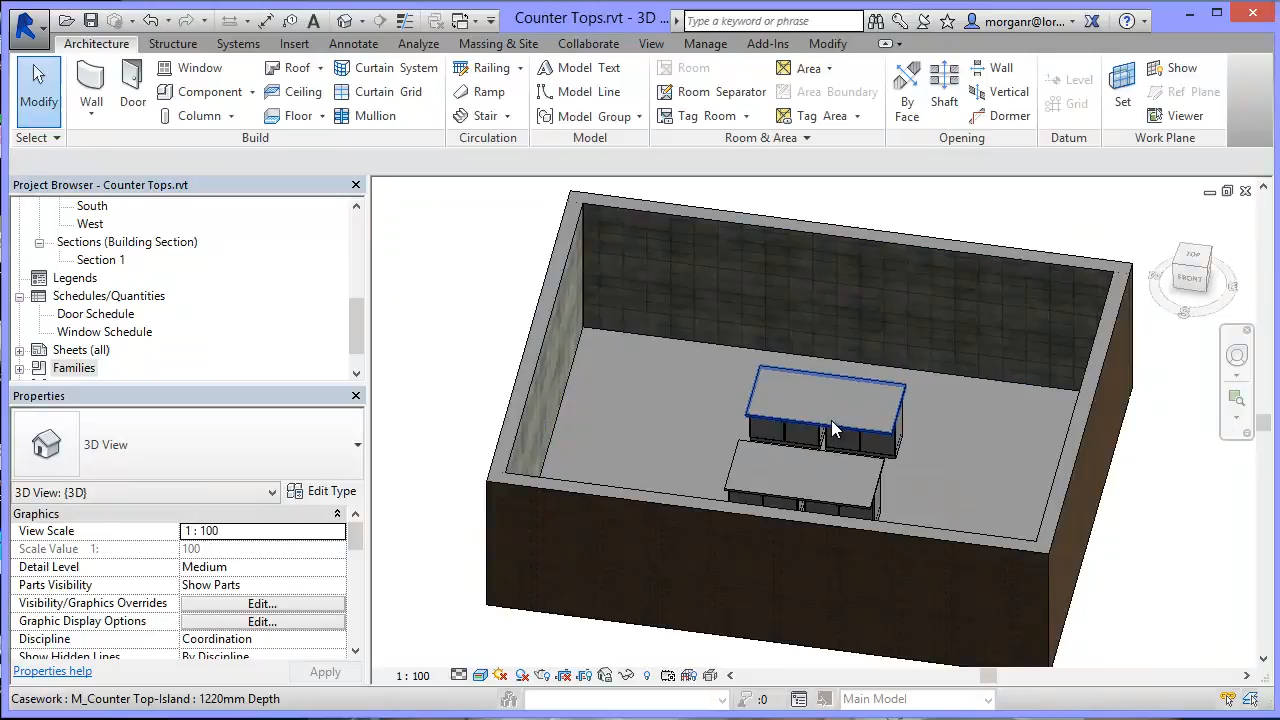 Counter Tops.rvt - 3D ...
Type a keyword or phrase
morganr@lor...
Architecture Structure Systems Insert Annotate Analyze Massing & Site Collaborate View Manage Add-Ins Modify
Modify
Select
Wall
Door
Window
Component
Column
Roof
Ceiling
Floor
Curtain System
Curtain Grid
Mullion
Build
Railing
Ramp
Stair
Circulation
Model Text
Model Line
Model Group
Model
Room
Room Separator
Tag Room
Area
Area Boundary
Tag Area
Room & Area
By Face
Shaft
Wall
Vertical
Dormer
Opening
Level
Grid
Datum
Set
Show
Ref Plane
Viewer
Work Plane
Project Browser - Counter Tops.rvt
South
West
Sections (Building Section)
Section 1
Legends
Schedules/Quantities
Door Schedule
Window Schedule
Sheets (all)
Families
Properties
3D View
3D View: {3D}
Edit Type
Graphics
View Scale 1 : 100
Scale Value 1: 100
Detail Level Medium
Parts Visibility Show Parts
Visibility/Graphics Overrides Edit...
Graphic Display Options Edit...
Discipline Coordination
Show Hidden Lines By Discipline
Properties help
Apply
TOP
FRONT
1 : 100
Casework : M_Counter Top-Island : 1220mm Depth
:0
Main Model